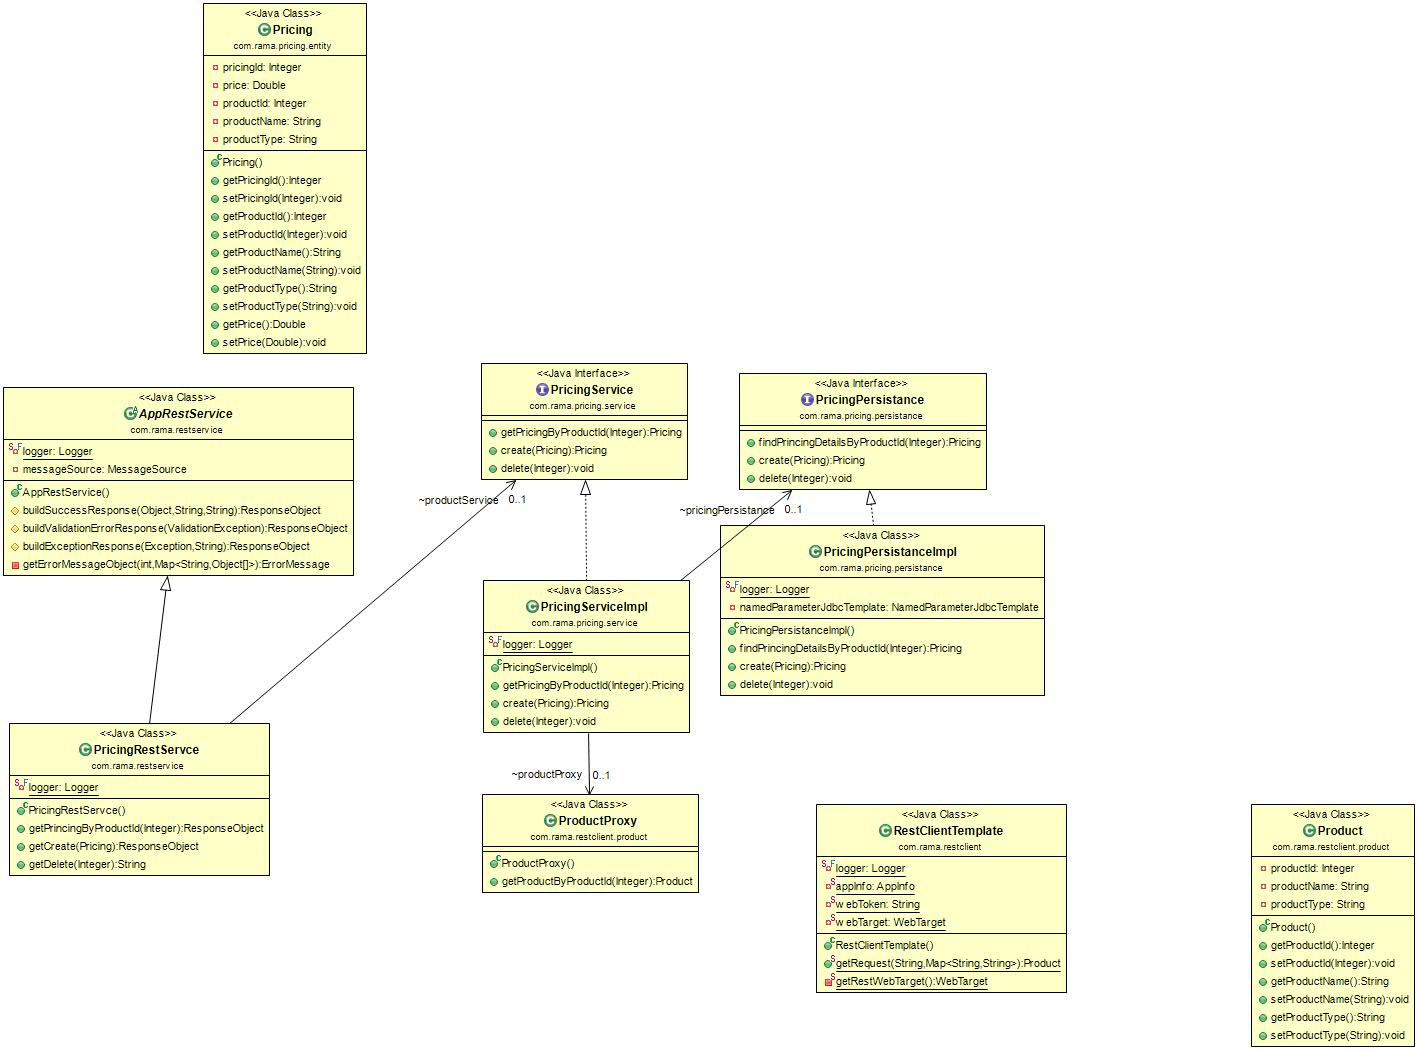 <<Java Class>>
Pricing
com.rama.pricing.entity
pricingId: Integer
price: Double
productId: Integer
productName: String
productType: String
Pricing()
getPricingId():Integer
setPricingId(Integer):void
getProductId():Integer
setProductId(Integer):void
getProductName():String
setProductName(String):void
getProductType():String
setProductType(String):void
getPrice():Double
setPrice(Double):void
<<Java Class>>
AppRestService
com.rama.restservice
logger: Logger
messageSource: MessageSource
AppRestService()
buildSuccessResponse(Object,String,String):ResponseObject
buildValidationErrorResponse(ValidationException):ResponseObject
buildExceptionResponse(Exception,String):ResponseObject
getErrorMessageObject(int,Map<String,Object[]>):ErrorMessage
<<Java Interface>>
PricingService
com.rama.pricing.service
getPricingByProductId(Integer):Pricing
create(Pricing):Pricing
delete(Integer):void
<<Java Interface>>
PricingPersistance
com.rama.pricing.persistance
findPrincingDetailsByProductId(Integer):Pricing
create(Pricing):Pricing
delete(Integer):void
~productService 0..1
~pricingPersistance 0..1
<<Java Class>>
PricingPersistanceImpl
com.rama.pricing.persistance
logger: Logger
namedParameterJdbcTemplate: NamedParameterJdbcTemplate
PricingPersistanceImpl()
findPrincingDetailsByProductId(Integer):Pricing
create(Pricing):Pricing
delete(Integer):void
<<Java Class>>
PricingServiceImpl
com.rama.pricing.service
logger: Logger
PricingServiceImpl()
getPricingByProductId(Integer):Pricing
create(Pricing):Pricing
delete(Integer):void
<<Java Class>>
PricingRestServce
com.rama.restservice
logger: Logger
PricingRestServce()
getPrincingByProductId(Integer):ResponseObject
getCreate(Pricing):ResponseObject
getDelete(Integer):String
~productProxy 0..1
<<Java Class>>
ProductProxy
com.rama.restclient.product
ProductProxy()
getProductByProductId(Integer):Product
<<Java Class>>
RestClientTemplate
com.rama.restclient
logger: Logger
appInfo: AppInfo
webToken: String
webTarget: WebTarget
RestClientTemplate()
getRequest(String,Map<String,String>):Product
getRestWebTarget():WebTarget
<<Java Class>>
Product
com.rama.restclient.product
productId: Integer
productName: String
productType: String
Product()
getProductId():Integer
setProductId(Integer):void
getProductName():String
setProductName(String):void
getProductType():String
setProductType(String):void